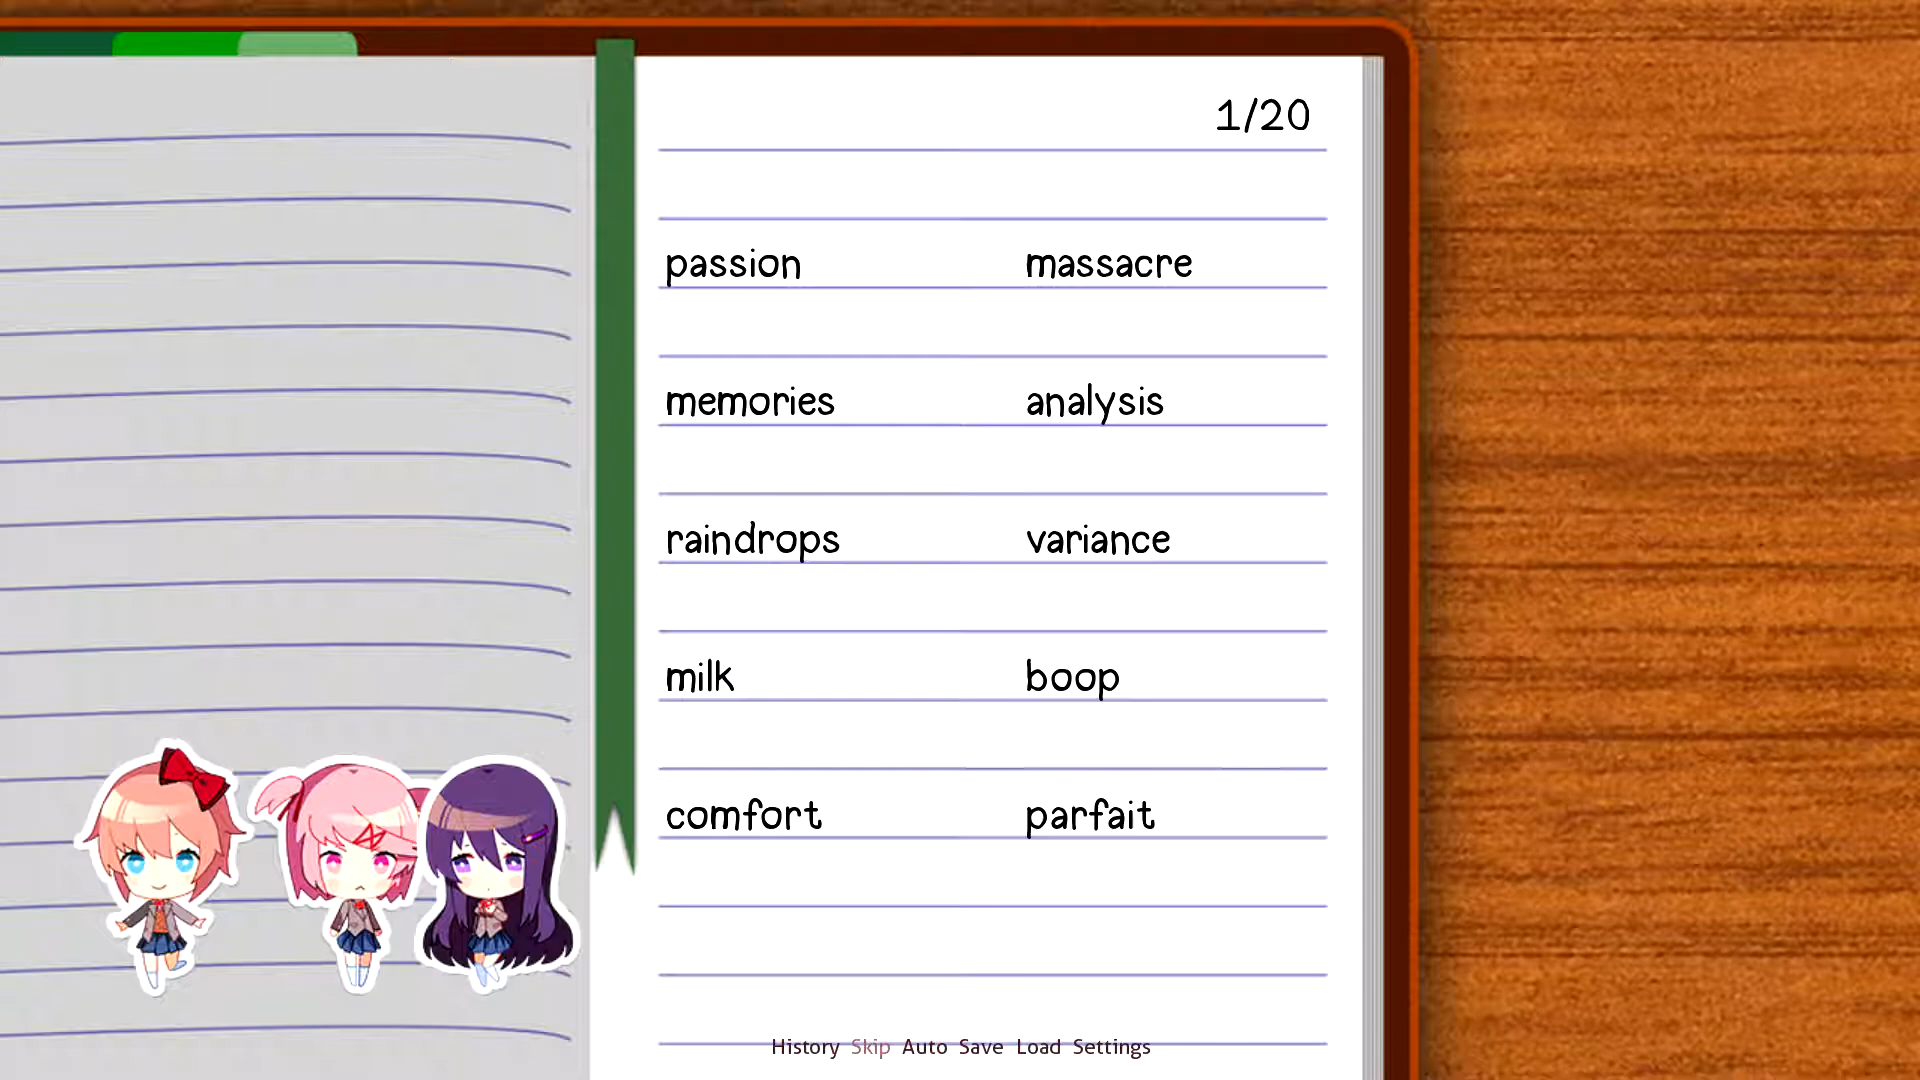 1/20
passion massacre
memories analysis
raindrops variance
milk boop
comfort parfait
History Skip Auto Save Load Settings